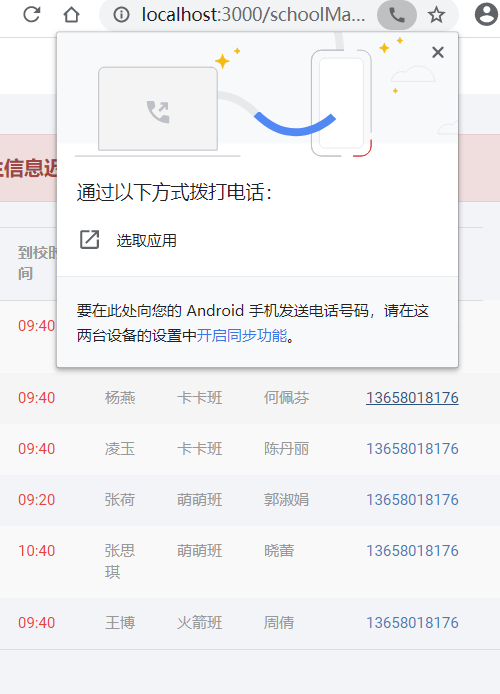 localhost:3000/schoolMa...
通过以下方式拨打电话：
选取应用
要在此处向您的 Android 手机发送电话号码，请在这
两台设备的设置中开启同步功能。
信息近
到校时
间
09:40
09:40 杨燕 卡卡班 何佩芬 13658018176
09:40 凌玉 卡卡班 陈丹丽 13658018176
09:20 张荷 萌萌班 郭淑娟 13658018176
10:40 张思 萌萌班 晓蕾 13658018176
琪
09:40 王博 火箭班 周倩 13658018176